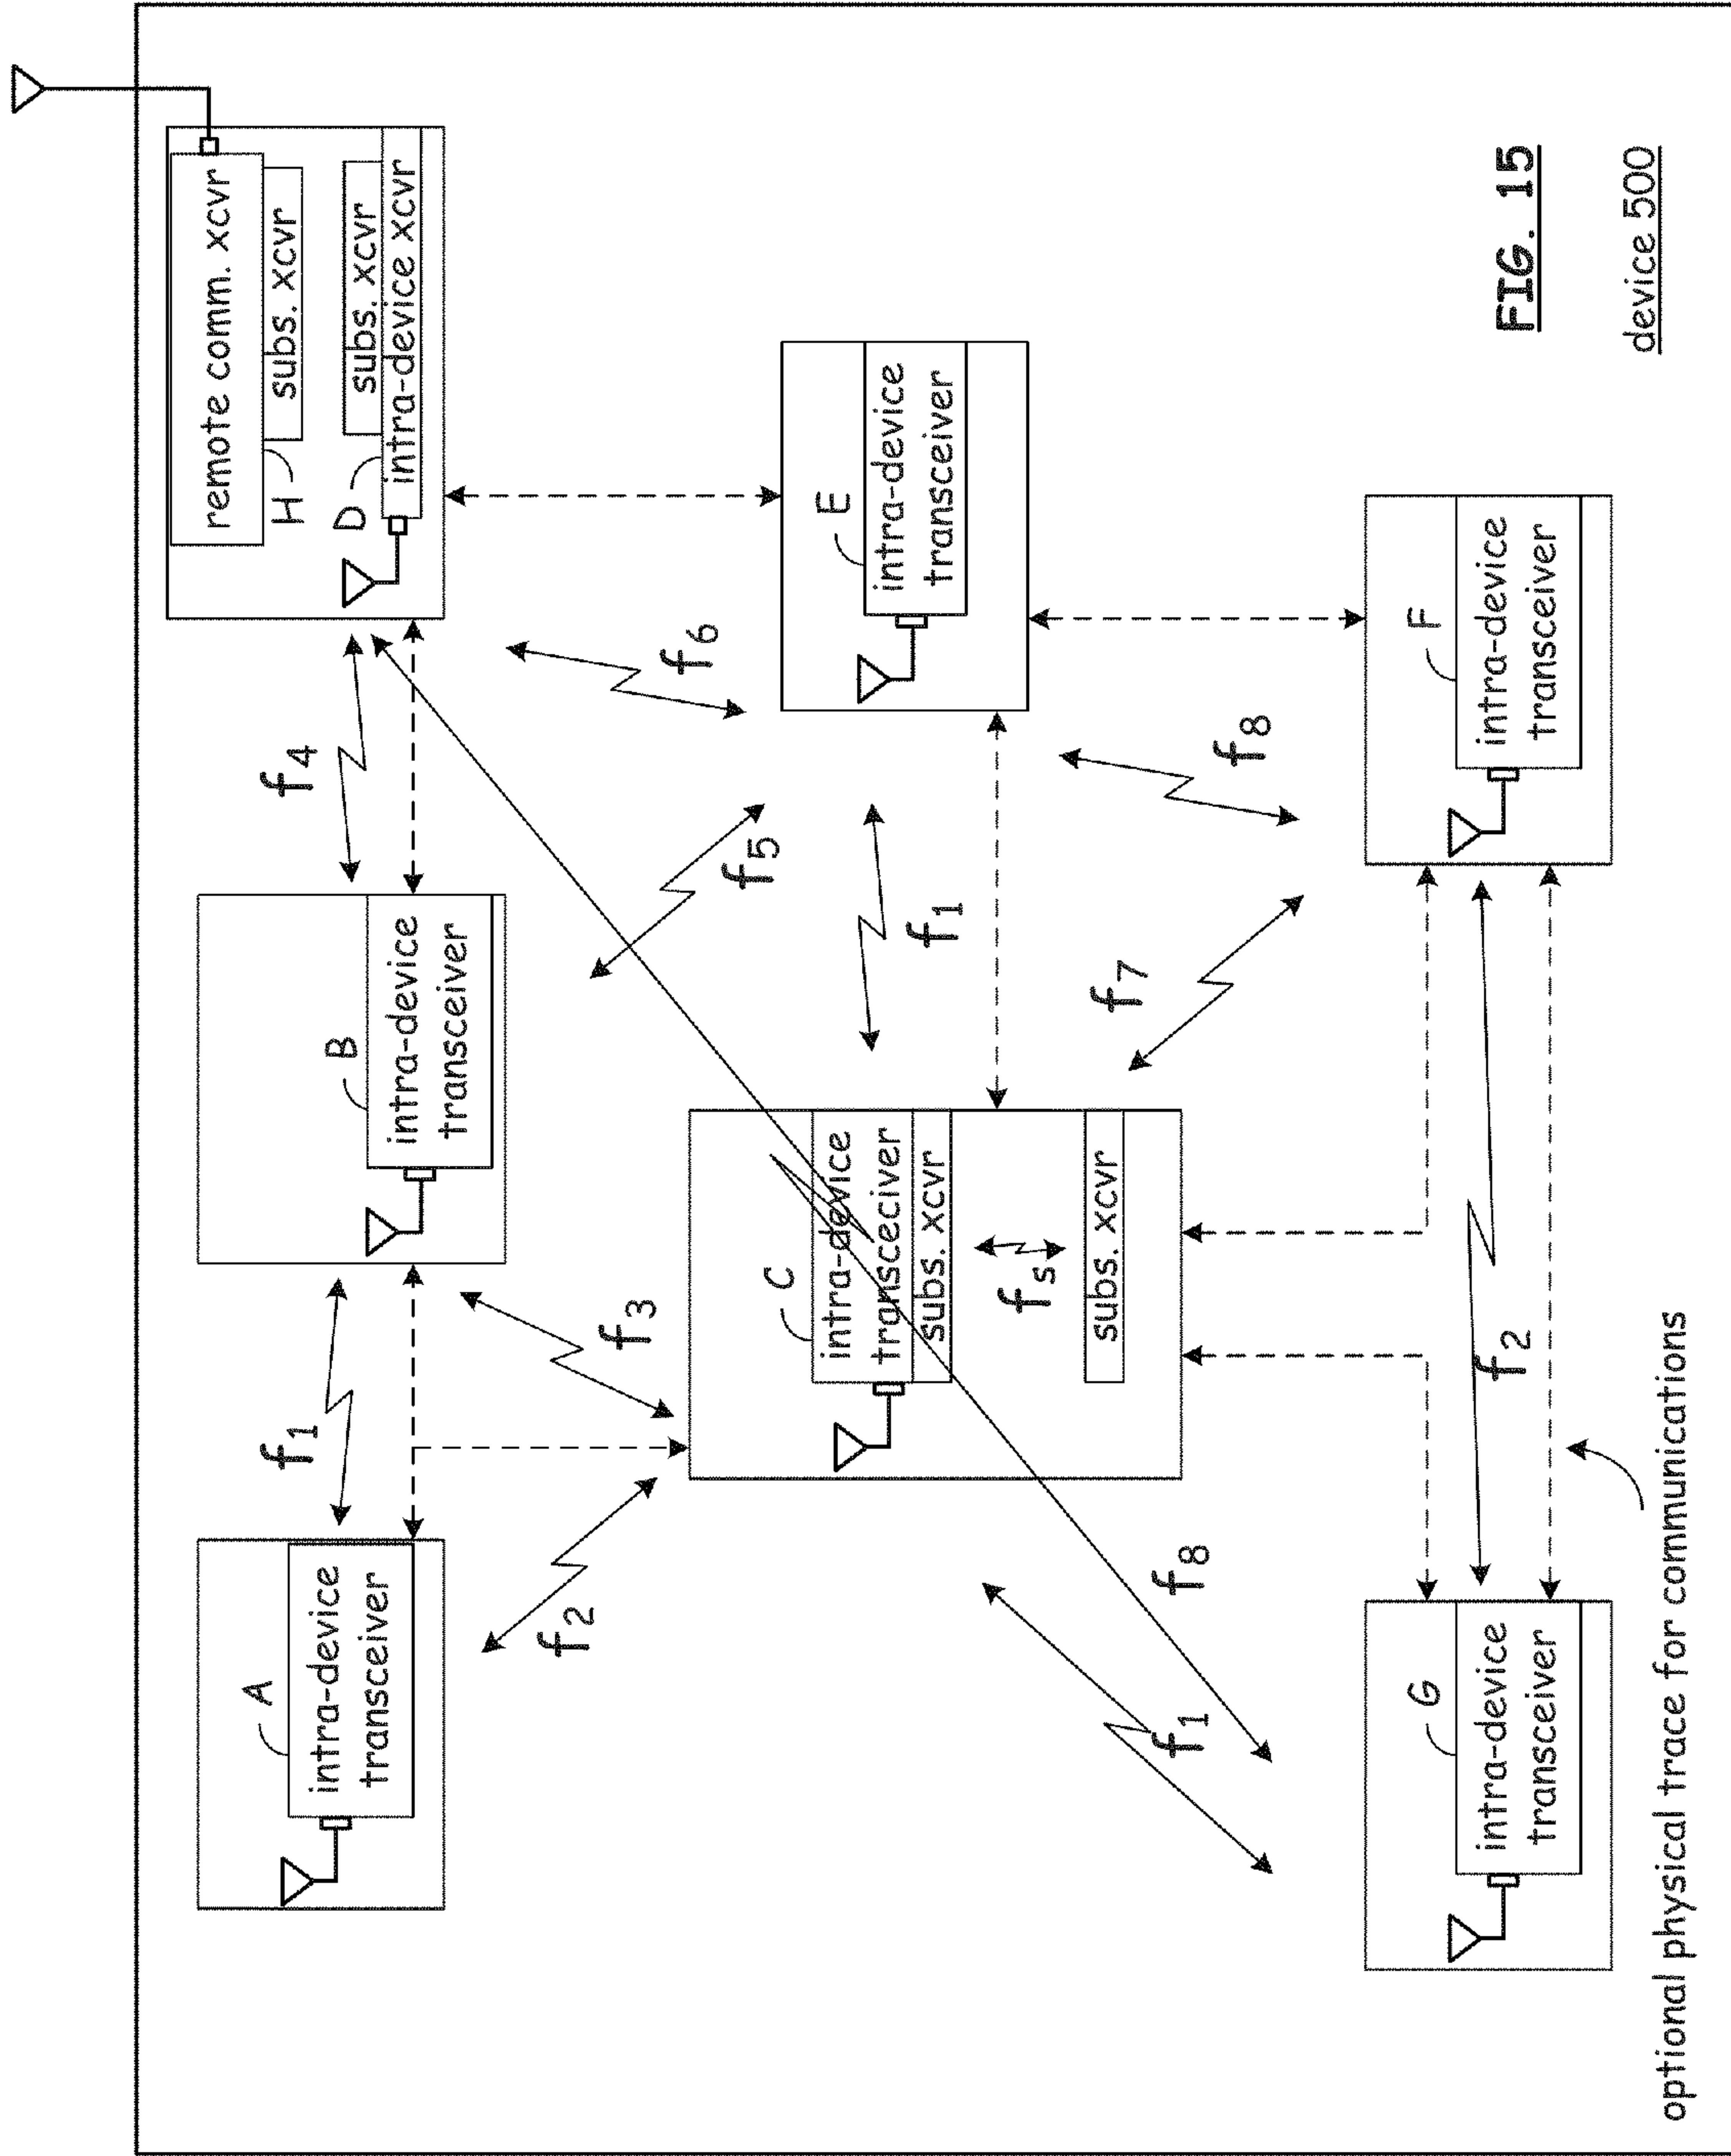 A
intra-device
transceiver
f1
B
intra-device
transceiver
f4
remote comm. xcvr
H
subs. xcvr
D
subs. xcvr
intra-device xcvr
f2
f3
f5
f6
C
intra-device
transceciver
subs. xcvr
fs
subs. xcvr
f1
E
intra-device
transceiver
f1
f8
f7
f8
G
intra-device
transceiver
f2
F
intra-device
transceiver
optional physical trace for communications
FIG. 15
device 500